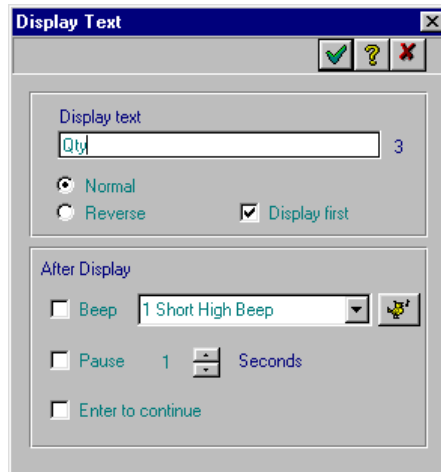 Display Text
Display text
Qty 3
Normal
Reverse Display first
After Display
Beep 1 Short High Beep
Pause 1 Seconds
Enter to continue